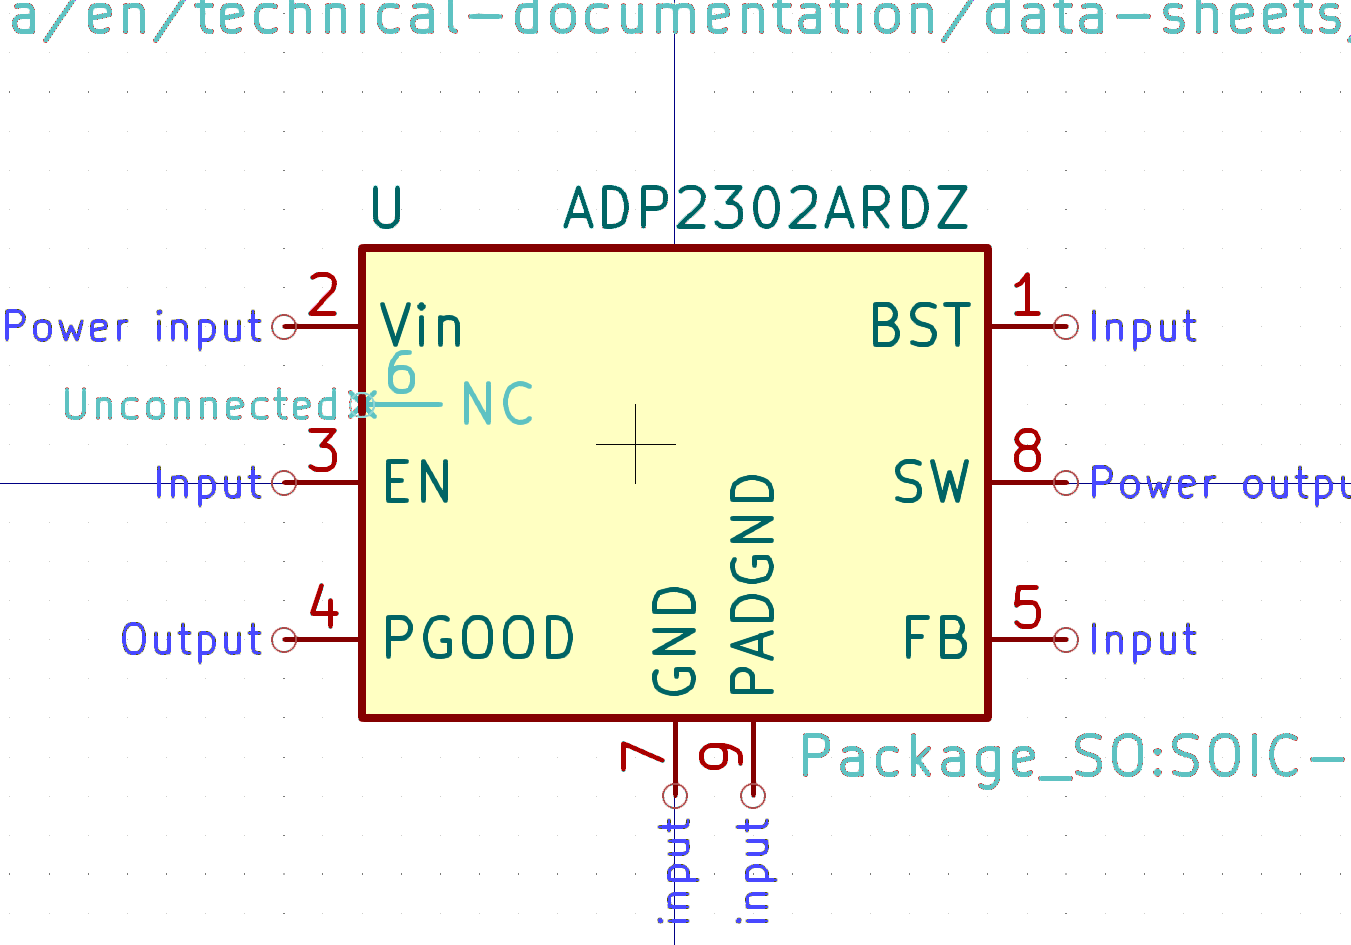 a/en/technical-documentation/data-sheets/
U ADP2302ARDZ
2 1
Power input Vin BST Input
6
Unconnected NC
3 8
Input EN SW Power outpu
4 5
Output PGOOD GND PADGND FB Input
7 9
Package_SO:SOIC-
input input